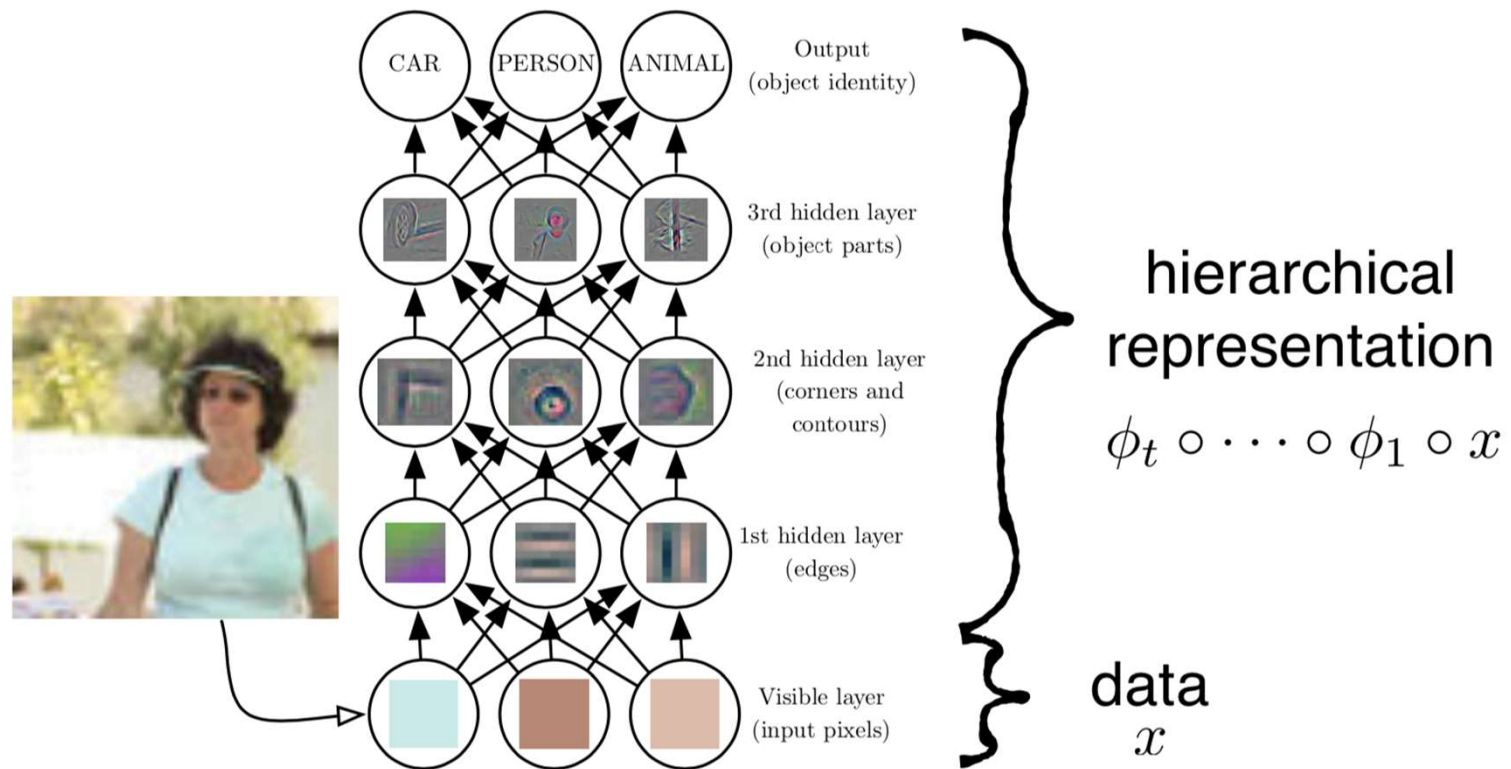 CAR
PERSON
ANIMAL
Output
(object identity)
3rd hidden layer
(object parts)
2nd hidden layer
(corners and
contours)
1st hidden layer
(edges)
Visible layer
(input pixels)
hierarchical
representation
ϕₜ ∘ · · · ∘ ϕ₁ ∘ x
data
x